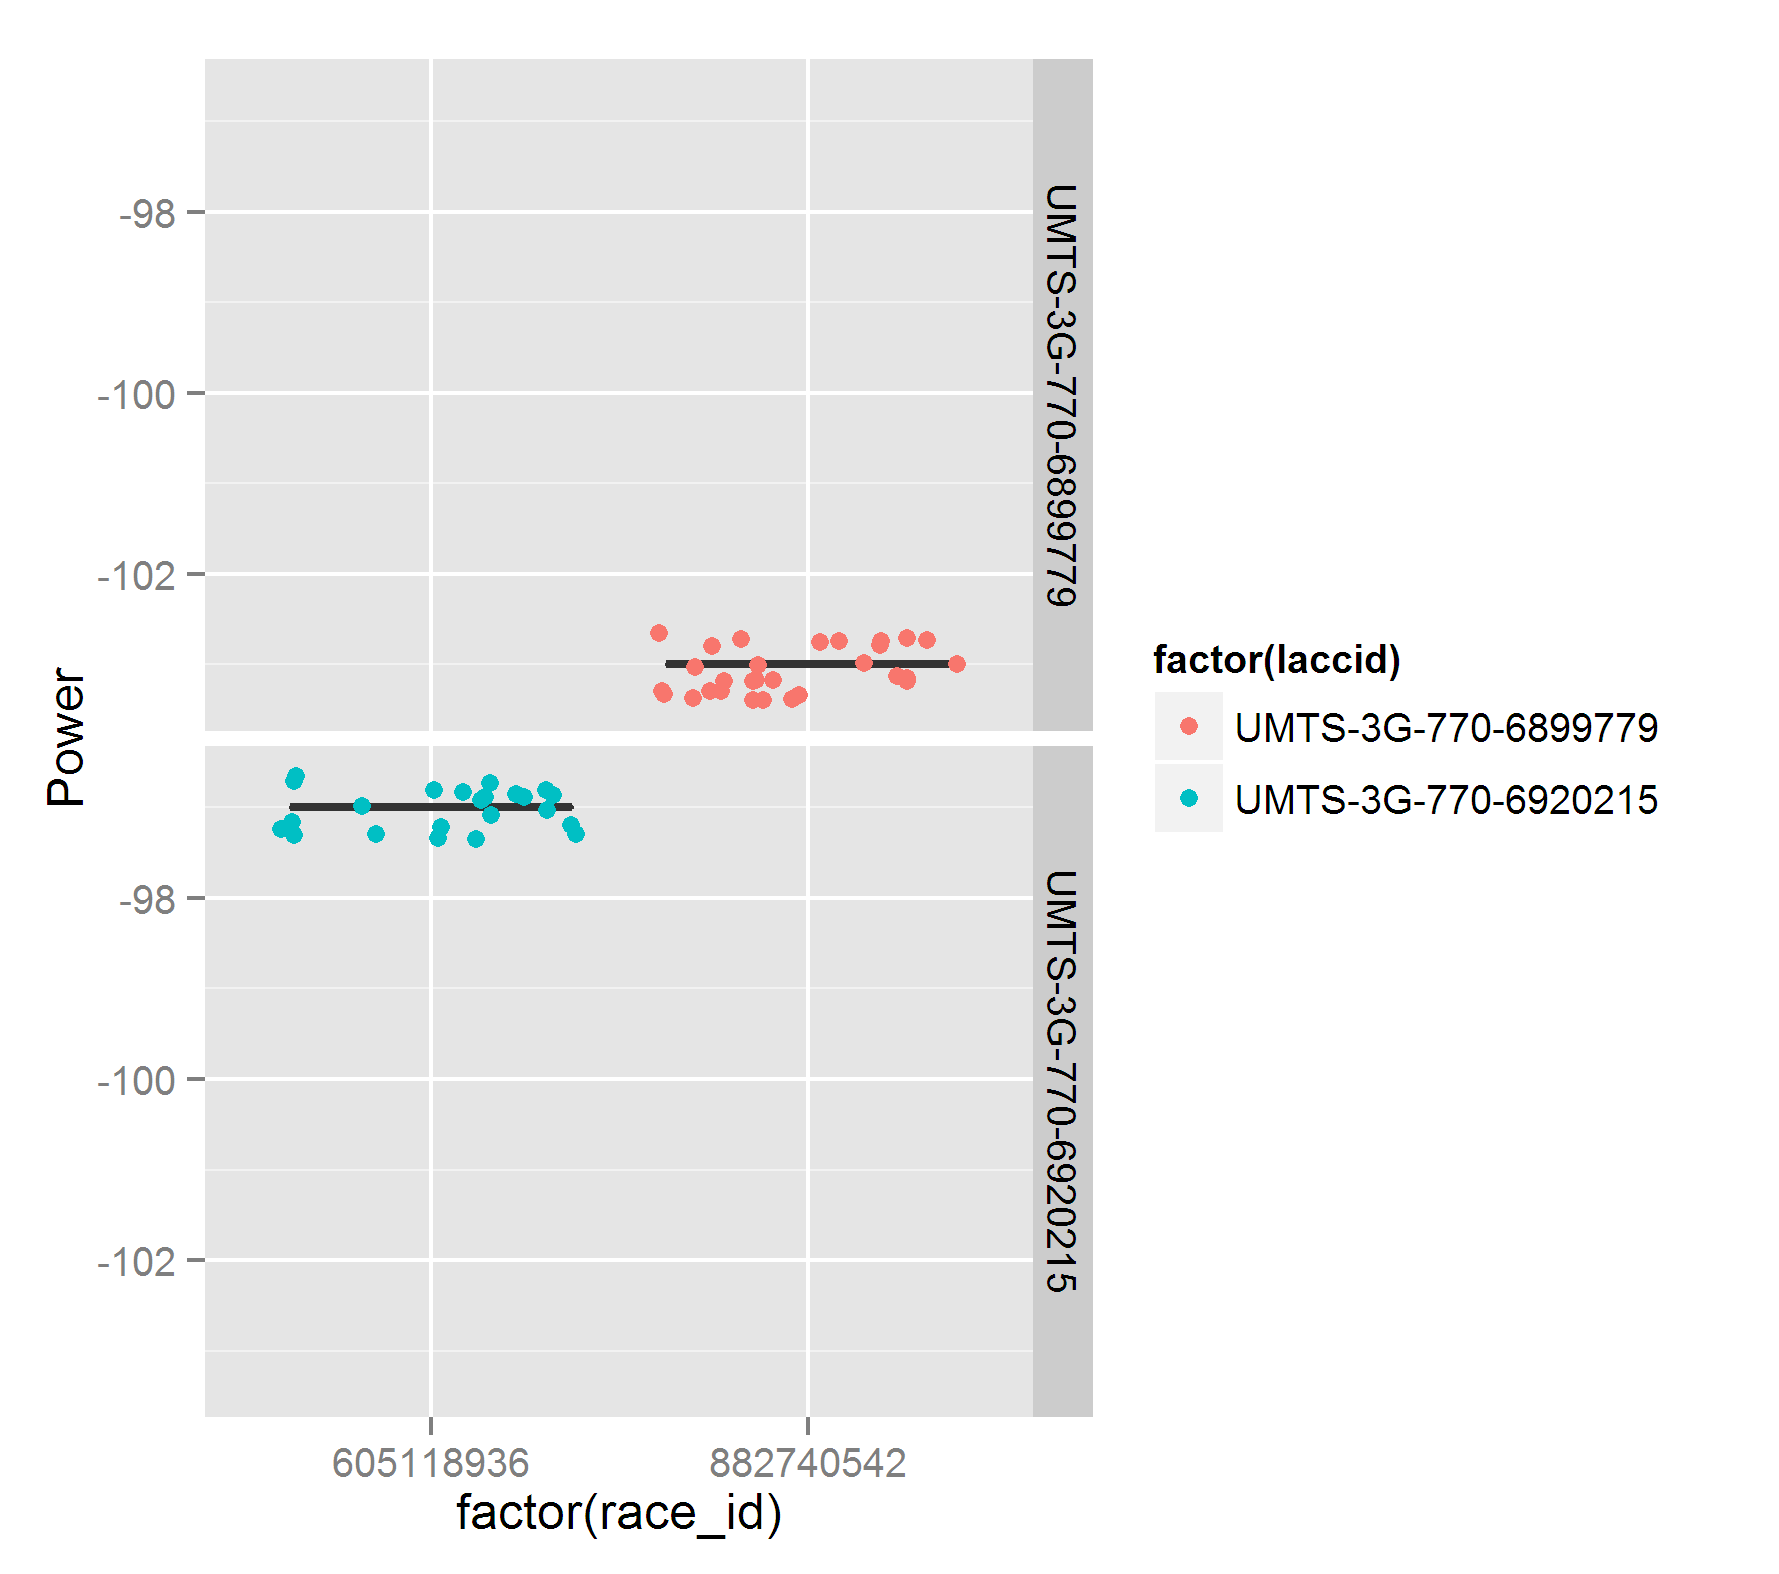 Power
-98
-100
-102
UMTS-3G-770-6899779
-98
-100
-102
UMTS-3G-770-6920215
605118936 882740542
factor(race_id)
factor(laccid)
UMTS-3G-770-6899779
UMTS-3G-770-6920215